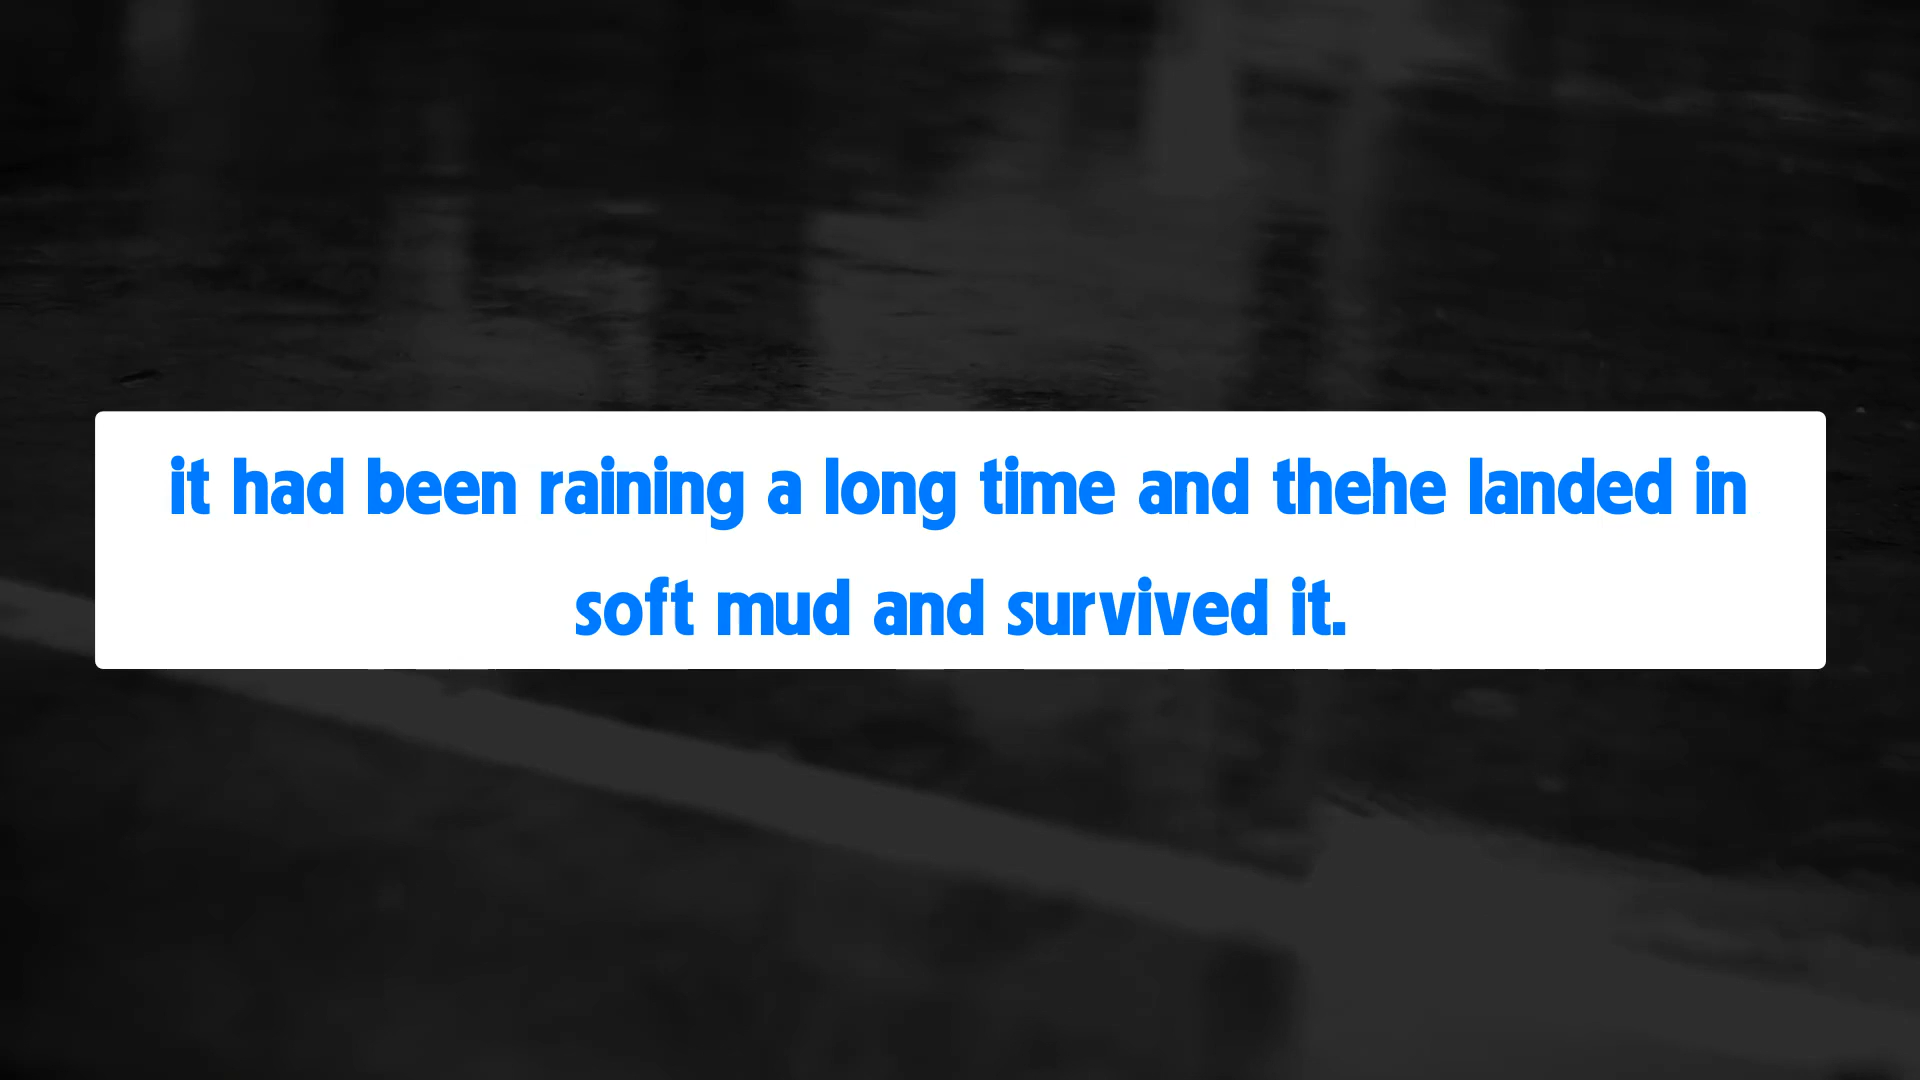 it had been raining a long time and thehe landed in
soft mud and survived it.